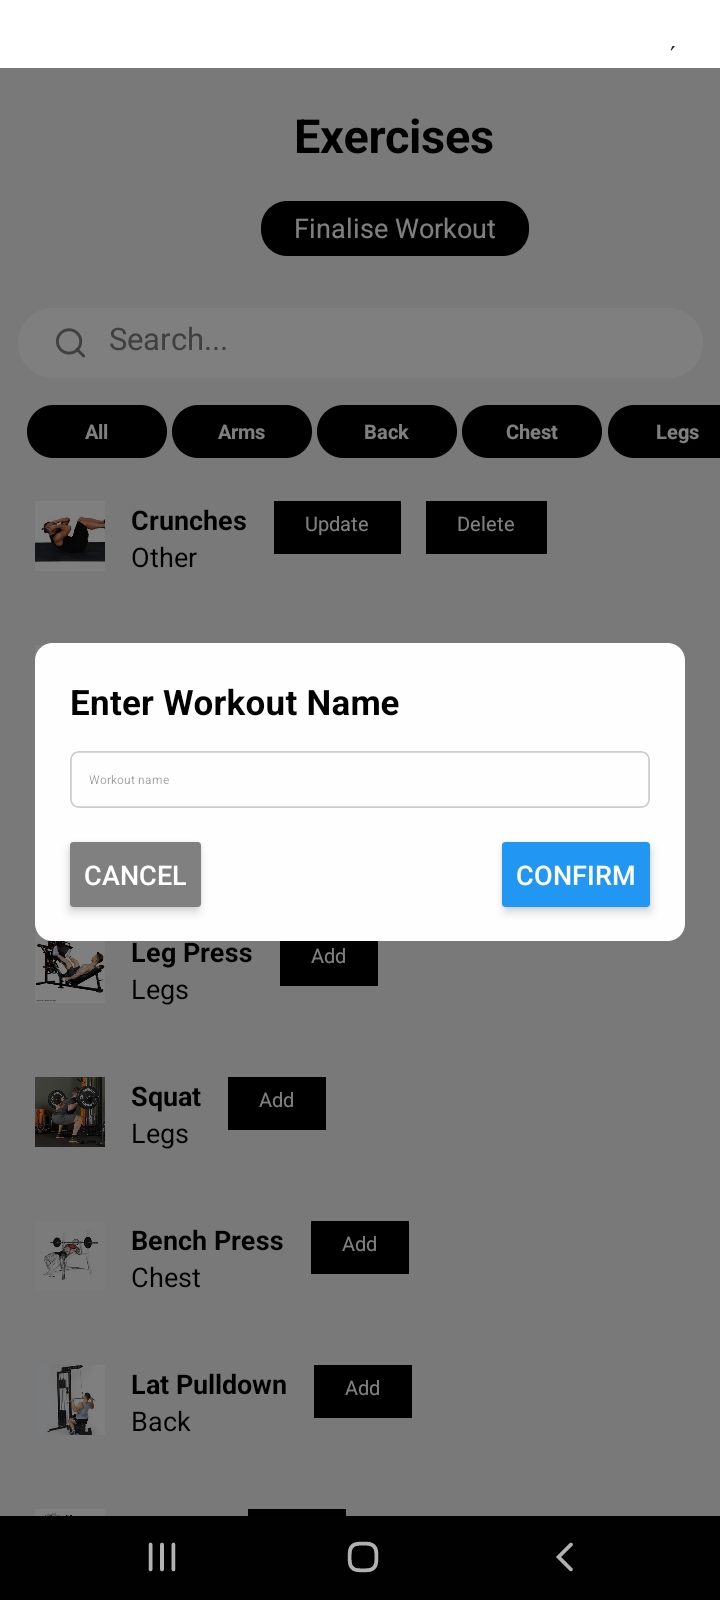 Exercises
Finalise Workout
Search...
All Arms Back Chest Legs
Crunches Update Delete
Other
Enter Workout Name
Workout name
CANCEL CONFIRM
Leg Press Add
Legs
Squat Add
Legs
Bench Press Add
Chest
Lat Pulldown Add
Back